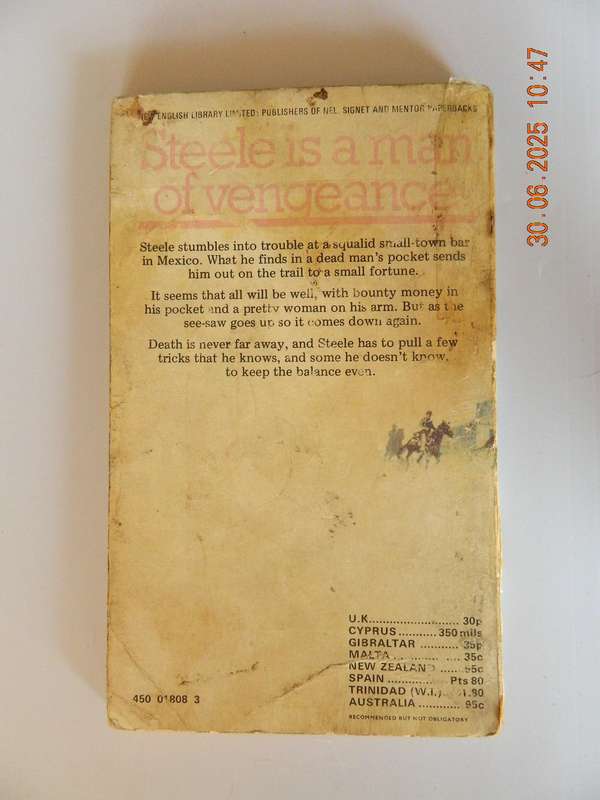 NEW ENGLISH LIBRARY LIMITED: PUBLISHERS OF NEL, SIGNET AND MENTOR PAPERBACKS
Steele is a man
of vengeance
Steele stumbles into trouble at a squalid small-town bar
in Mexico. What he finds in a dead man's pocket sends
him out on the trail to a small fortune.
It seems that all will be well, with bounty money in
his pocket and a pretty woman on his arm. But as the
see-saw goes up so it comes down again.
Death is never far away, and Steele has to pull a few
tricks that he knows, and some he doesn't know,
to keep the balance even.
U.K.......................... 30p
CYPRUS ........... 350 mils
GIBRALTAR ........... 35p
MALTA .................. 35c
NEW ZEALAND ...... 95c
SPAIN ............... Pts 80
TRINIDAD (W.I.)
AUSTRALIA ............ 95c
RECOMMENDED BUT NOT OBLIGATORY
450 01808 3
30.06.2025 10:47